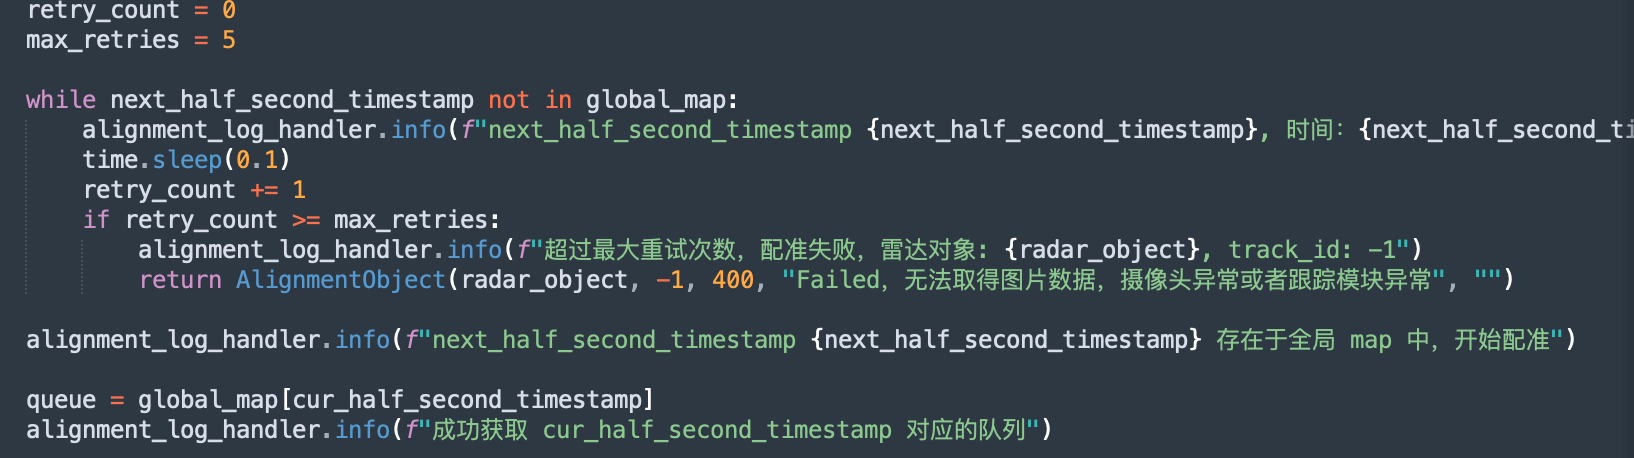 retry_count = 0
max_retries = 5
while next_half_second_timestamp not in global_map:
alignment_log_handler.info(f"next_half_second_timestamp {next_half_second_timestamp}, 时间: {next_half_second_ti
time.sleep(0.1)
retry_count += 1
if retry_count >= max_retries:
alignment_log_handler.info(f"超过最大重试次数，配准失败，雷达对象: {radar_object}, track_id: -1")
return AlignmentObject(radar_object, -1, 400, "Failed, 无法取得图片数据，摄像头异常或者跟踪模块异常", "")
alignment_log_handler.info(f"next_half_second_timestamp {next_half_second_timestamp} 存在于全局 map 中，开始配准")
queue = global_map[cur_half_second_timestamp]
alignment_log_handler.info(f"成功获取 cur_half_second_timestamp 对应的队列")